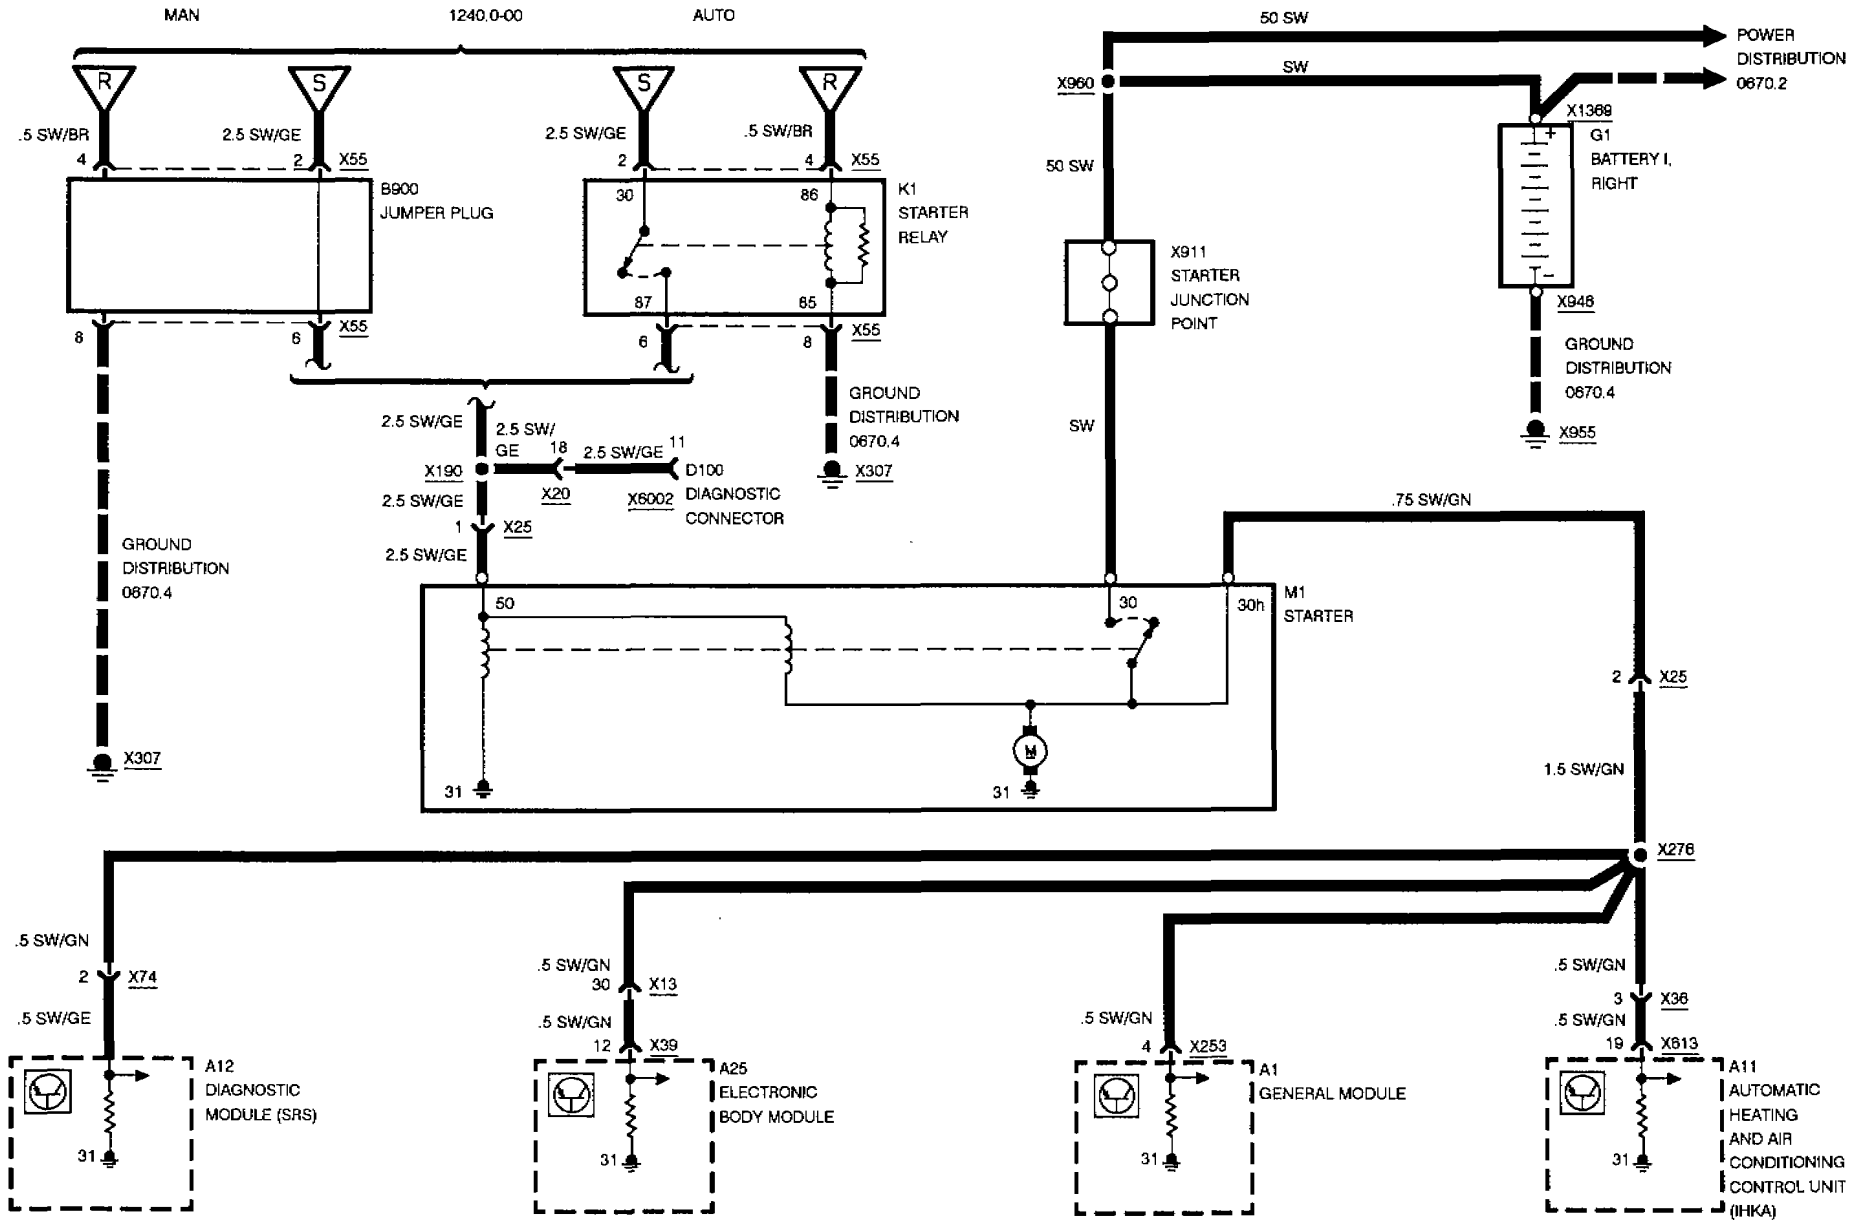 MAN
1240.0-00
AUTO
R
S
S
R
.5 SW/BR
2.5 SW/GE
2.5 SW/GE
.5 SW/BR
4
2
X55
2
4
X55
B900
JUMPER PLUG
30
86
K1
STARTER
RELAY
87
85
8
6
X55
6
8
X55
50 SW
POWER
DISTRIBUTION
0670.2
X960
SW
X1369
G1
BATTERY I,
RIGHT
+
-
50 SW
X911
STARTER
JUNCTION
POINT
X946
GROUND
DISTRIBUTION
0670.4
X955
GROUND
DISTRIBUTION
0670.4
X307
2.5 SW/GE
2.5 SW/
GE
18
2.5 SW/GE
11
X190
X20
X6002
D100
DIAGNOSTIC
CONNECTOR
2.5 SW/GE
1
X25
2.5 SW/GE
SW
.75 SW/GN
GROUND
DISTRIBUTION
0670.4
X307
50
30
30h
M1
STARTER
M
31
31
2
X25
1.5 SW/GN
X276
.5 SW/GN
2
X74
.5 SW/GE
A12
DIAGNOSTIC
MODULE (SRS)
31
.5 SW/GN
30
X13
.5 SW/GN
12
X39
A25
ELECTRONIC
BODY MODULE
31
.5 SW/GN
4
X253
A1
GENERAL MODULE
31
.5 SW/GN
3
X36
.5 SW/GN
19
X613
A11
AUTOMATIC
HEATING
AND AIR
CONDITIONING
CONTROL UNIT
(IHKA)
31